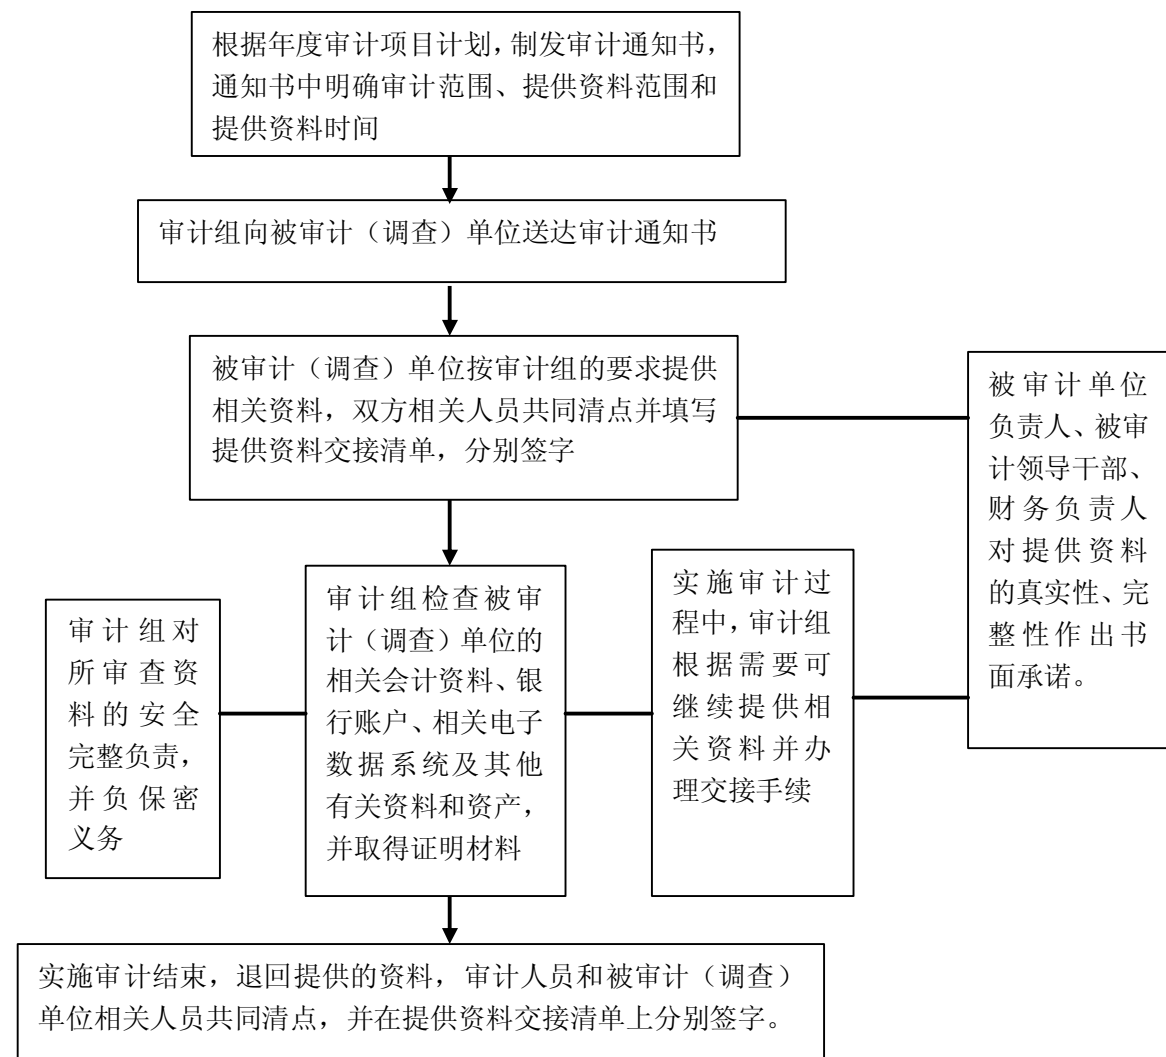 根据年度审计项目计划，制发审计通知书，
通知书中明确审计范围、提供资料范围和
提供资料时间
审计组向被审计（调查）单位送达审计通知书
被审计（调查）单位按审计组的要求提供
相关资料，双方相关人员共同清点并填写
提供资料交接清单，分别签字
被审计单位
负责人、被审
计领导干部、
财务负责人
对提供资料
的真实性、完
整性作出书
面承诺。
审计组对
所审查资
料的安全
完整负责，
并负保密
义务
审计组检查被审
计（调查）单位的
相关会计资料、银
行账户、相关电子
数据系统及其他
有关资料和资产，
并取得证明材料
实施审计过
程中，审计组
根据需要可
继续提供相
关资料并办
理交接手续
实施审计结束，退回提供的资料，审计人员和被审计（调查）
单位相关人员共同清点，并在提供资料交接清单上分别签字。